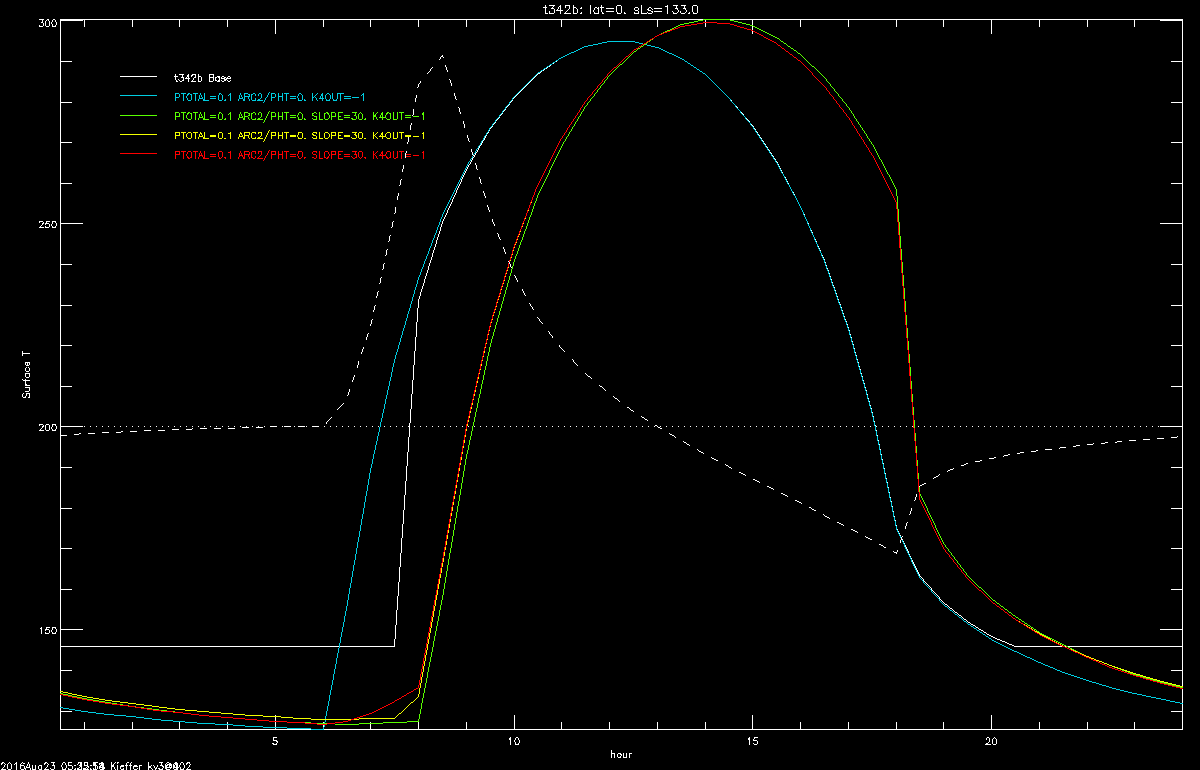 t342b: lat=0. sLs=133.0
300
t342b Base
PTOTAL=0.1 ARC2/PHT=0. K4OUT=-1
PTOTAL=0.1 ARC2/PHT=0. SLOPE=30. K4OUT=-1
PTOTAL=0.1 ARC2/PHT=0. SLOPE=30. K4OUT=-1
PTOTAL=0.1 ARC2/PHT=0. SLOPE=30. K4OUT=-1
250
Surface T
200
150
5 10 15 20
hour
2016Aug23 Kieffer